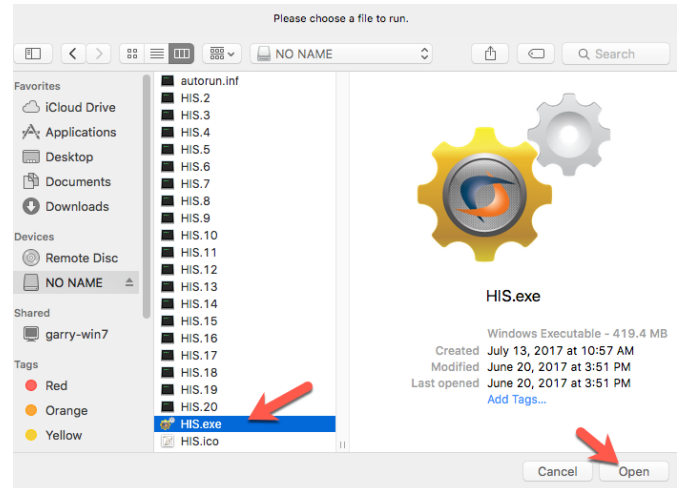 Please choose a file to run.
NO NAME
Search
Favorites
iCloud Drive
Applications
Desktop
Documents
Downloads
Devices
Remote Disc
NO NAME
Shared
garry-win7
Tags
Red
Orange
Yellow
autorun.inf
HIS.2
HIS.3
HIS.4
HIS.5
HIS.6
HIS.7
HIS.8
HIS.9
HIS.10
HIS.11
HIS.12
HIS.13
HIS.14
HIS.15
HIS.16
HIS.17
HIS.18
HIS.19
HIS.20
HIS.exe
HIS.ico
HIS.exe
Windows Executable - 419.4 MB
Created July 13, 2017 at 10:57 AM
Modified June 20, 2017 at 3:51 PM
Last opened June 20, 2017 at 3:51 PM
Add Tags...
Cancel
Open